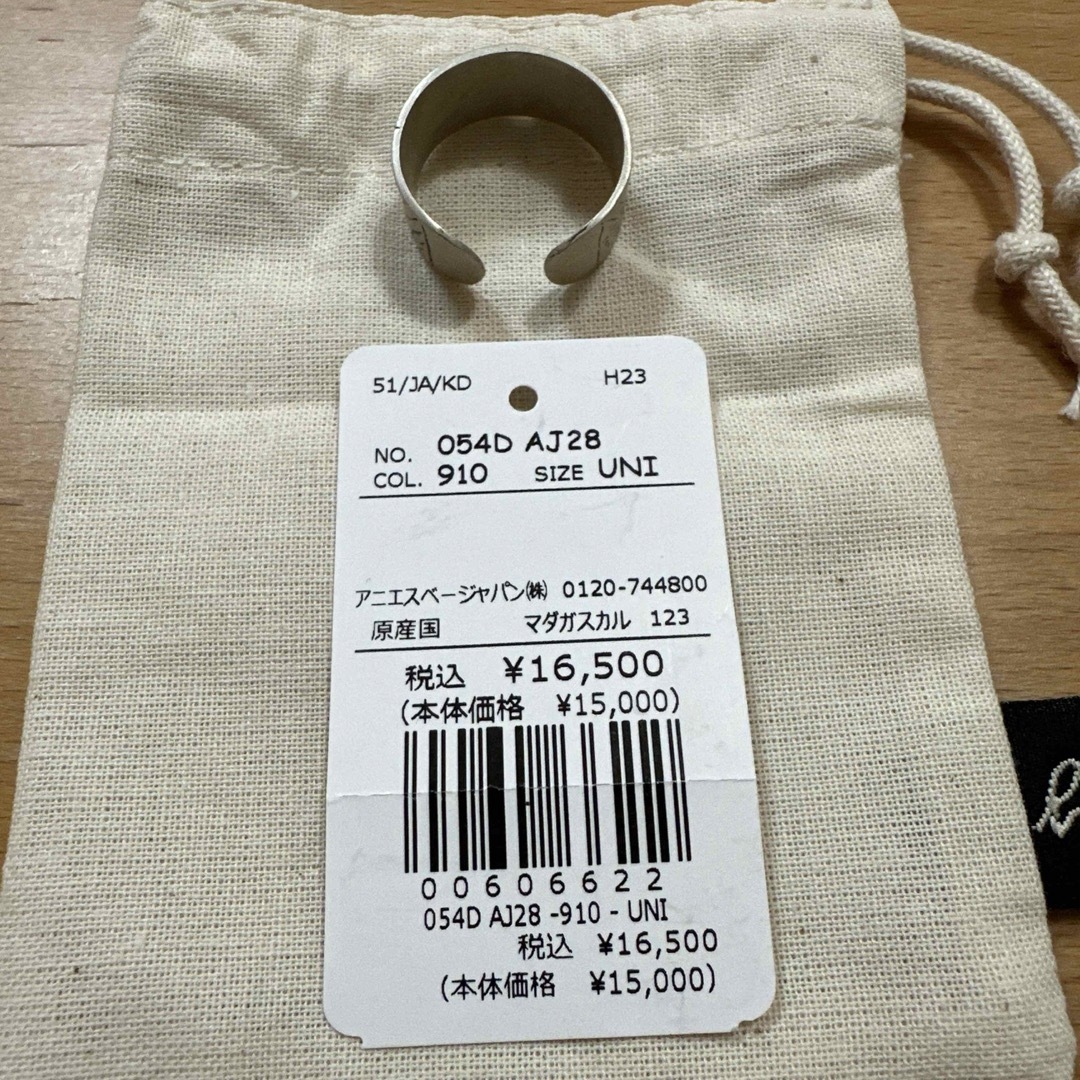 51/JA/KD H23
NO. 054D AJ28
COL. 910 SIZE UNI
アニエスベージャパン㈱ 0120-744800
原産国 マダガスカル 123
税込 ¥16,500
(本体価格 ¥15,000)
00606622
054D AJ28 -910 - UNI
税込 ¥16,500
(本体価格 ¥15,000)